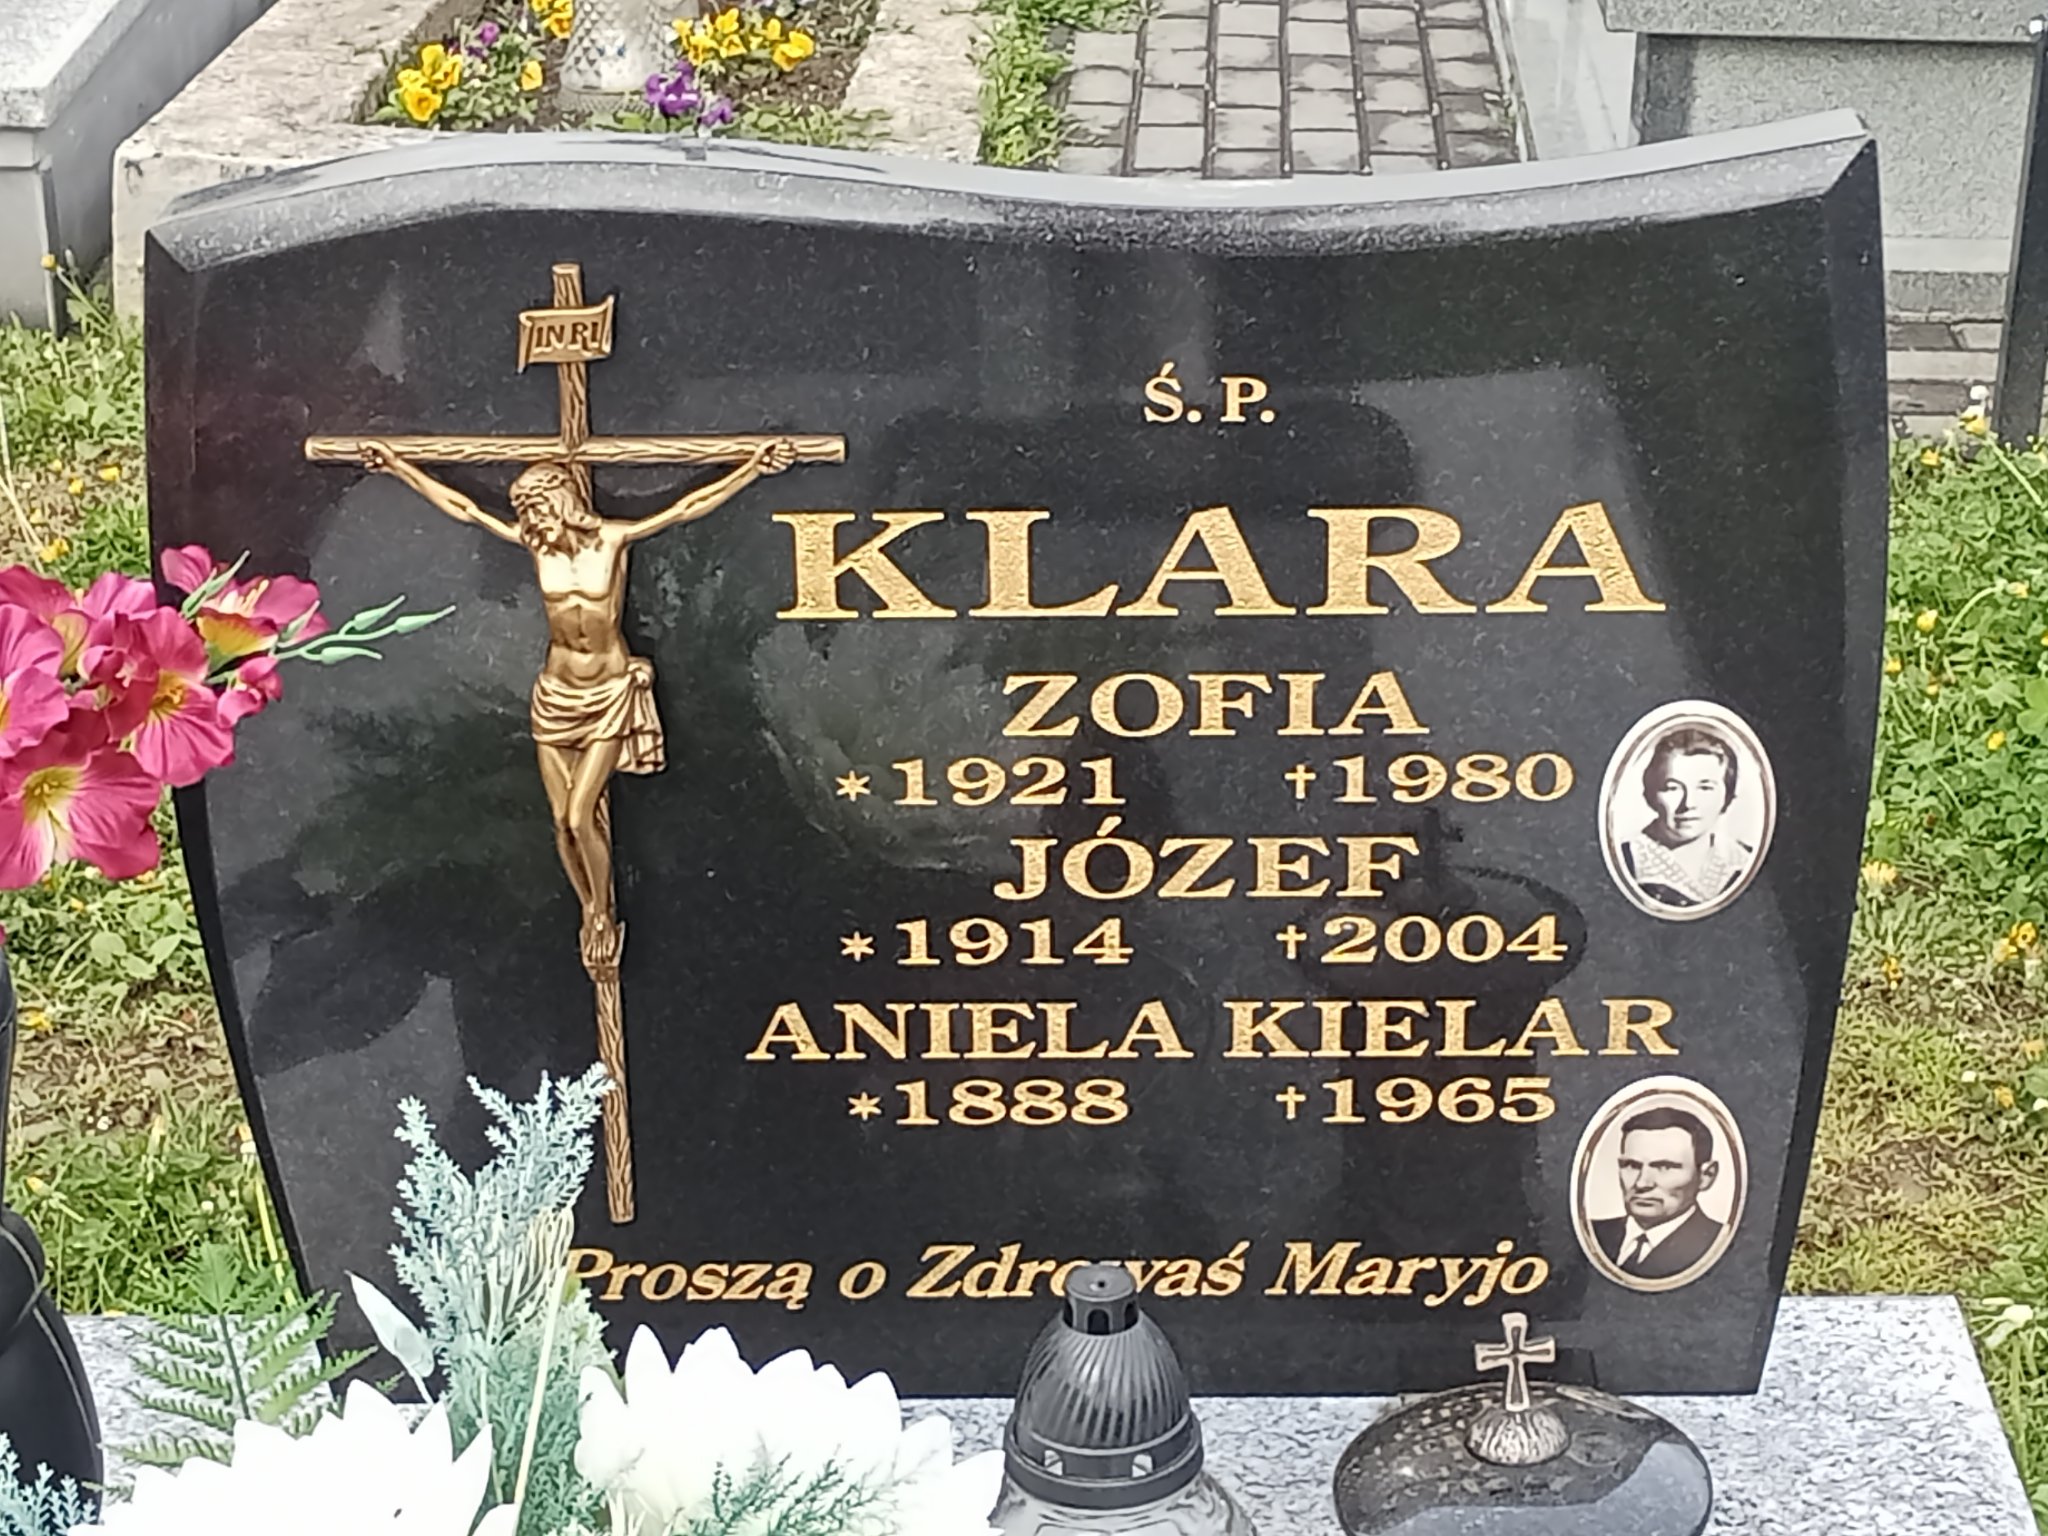 INRI
Ś. P.
KLARA
ZOFIA
*1921 †1980
JÓZEF
*1914 †2004
ANIELA KIELAR
*1888 †1965
Proszą o Zdrowaś Maryjo